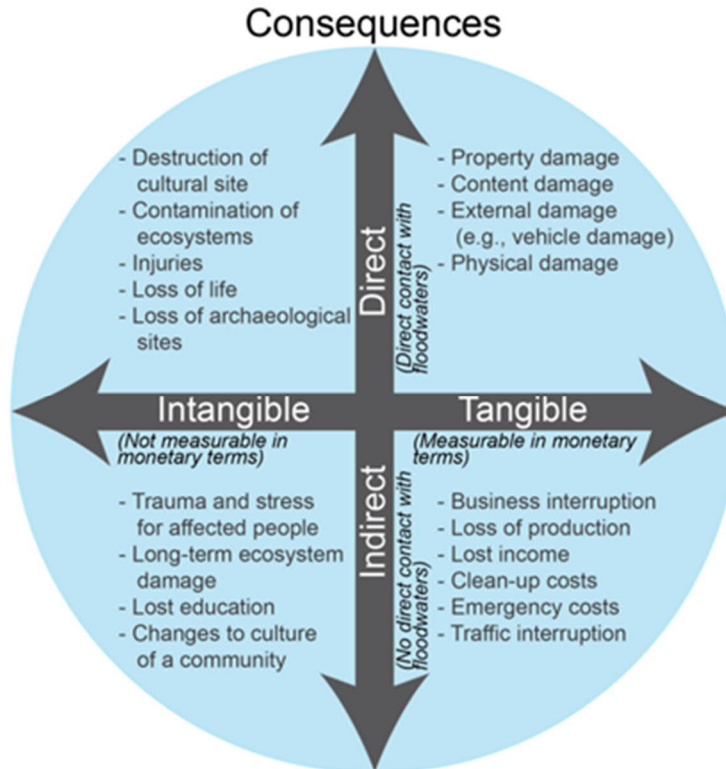 Consequences
- Destruction of
cultural site
- Contamination of
ecosystems
- Injuries
- Loss of life
- Loss of archaeological
sites
Direct
(Direct contact with
floodwaters)
- Property damage
- Content damage
- External damage
(e.g., vehicle damage)
- Physical damage
Intangible
(Not measurable in
monetary terms)
Tangible
(Measurable in monetary
terms)
- Trauma and stress
for affected people
- Long-term ecosystem
damage
- Lost education
- Changes to culture
of a community
Indirect
(No direct contact with
floodwaters)
- Business interruption
- Loss of production
- Lost income
- Clean-up costs
- Emergency costs
- Traffic interruption